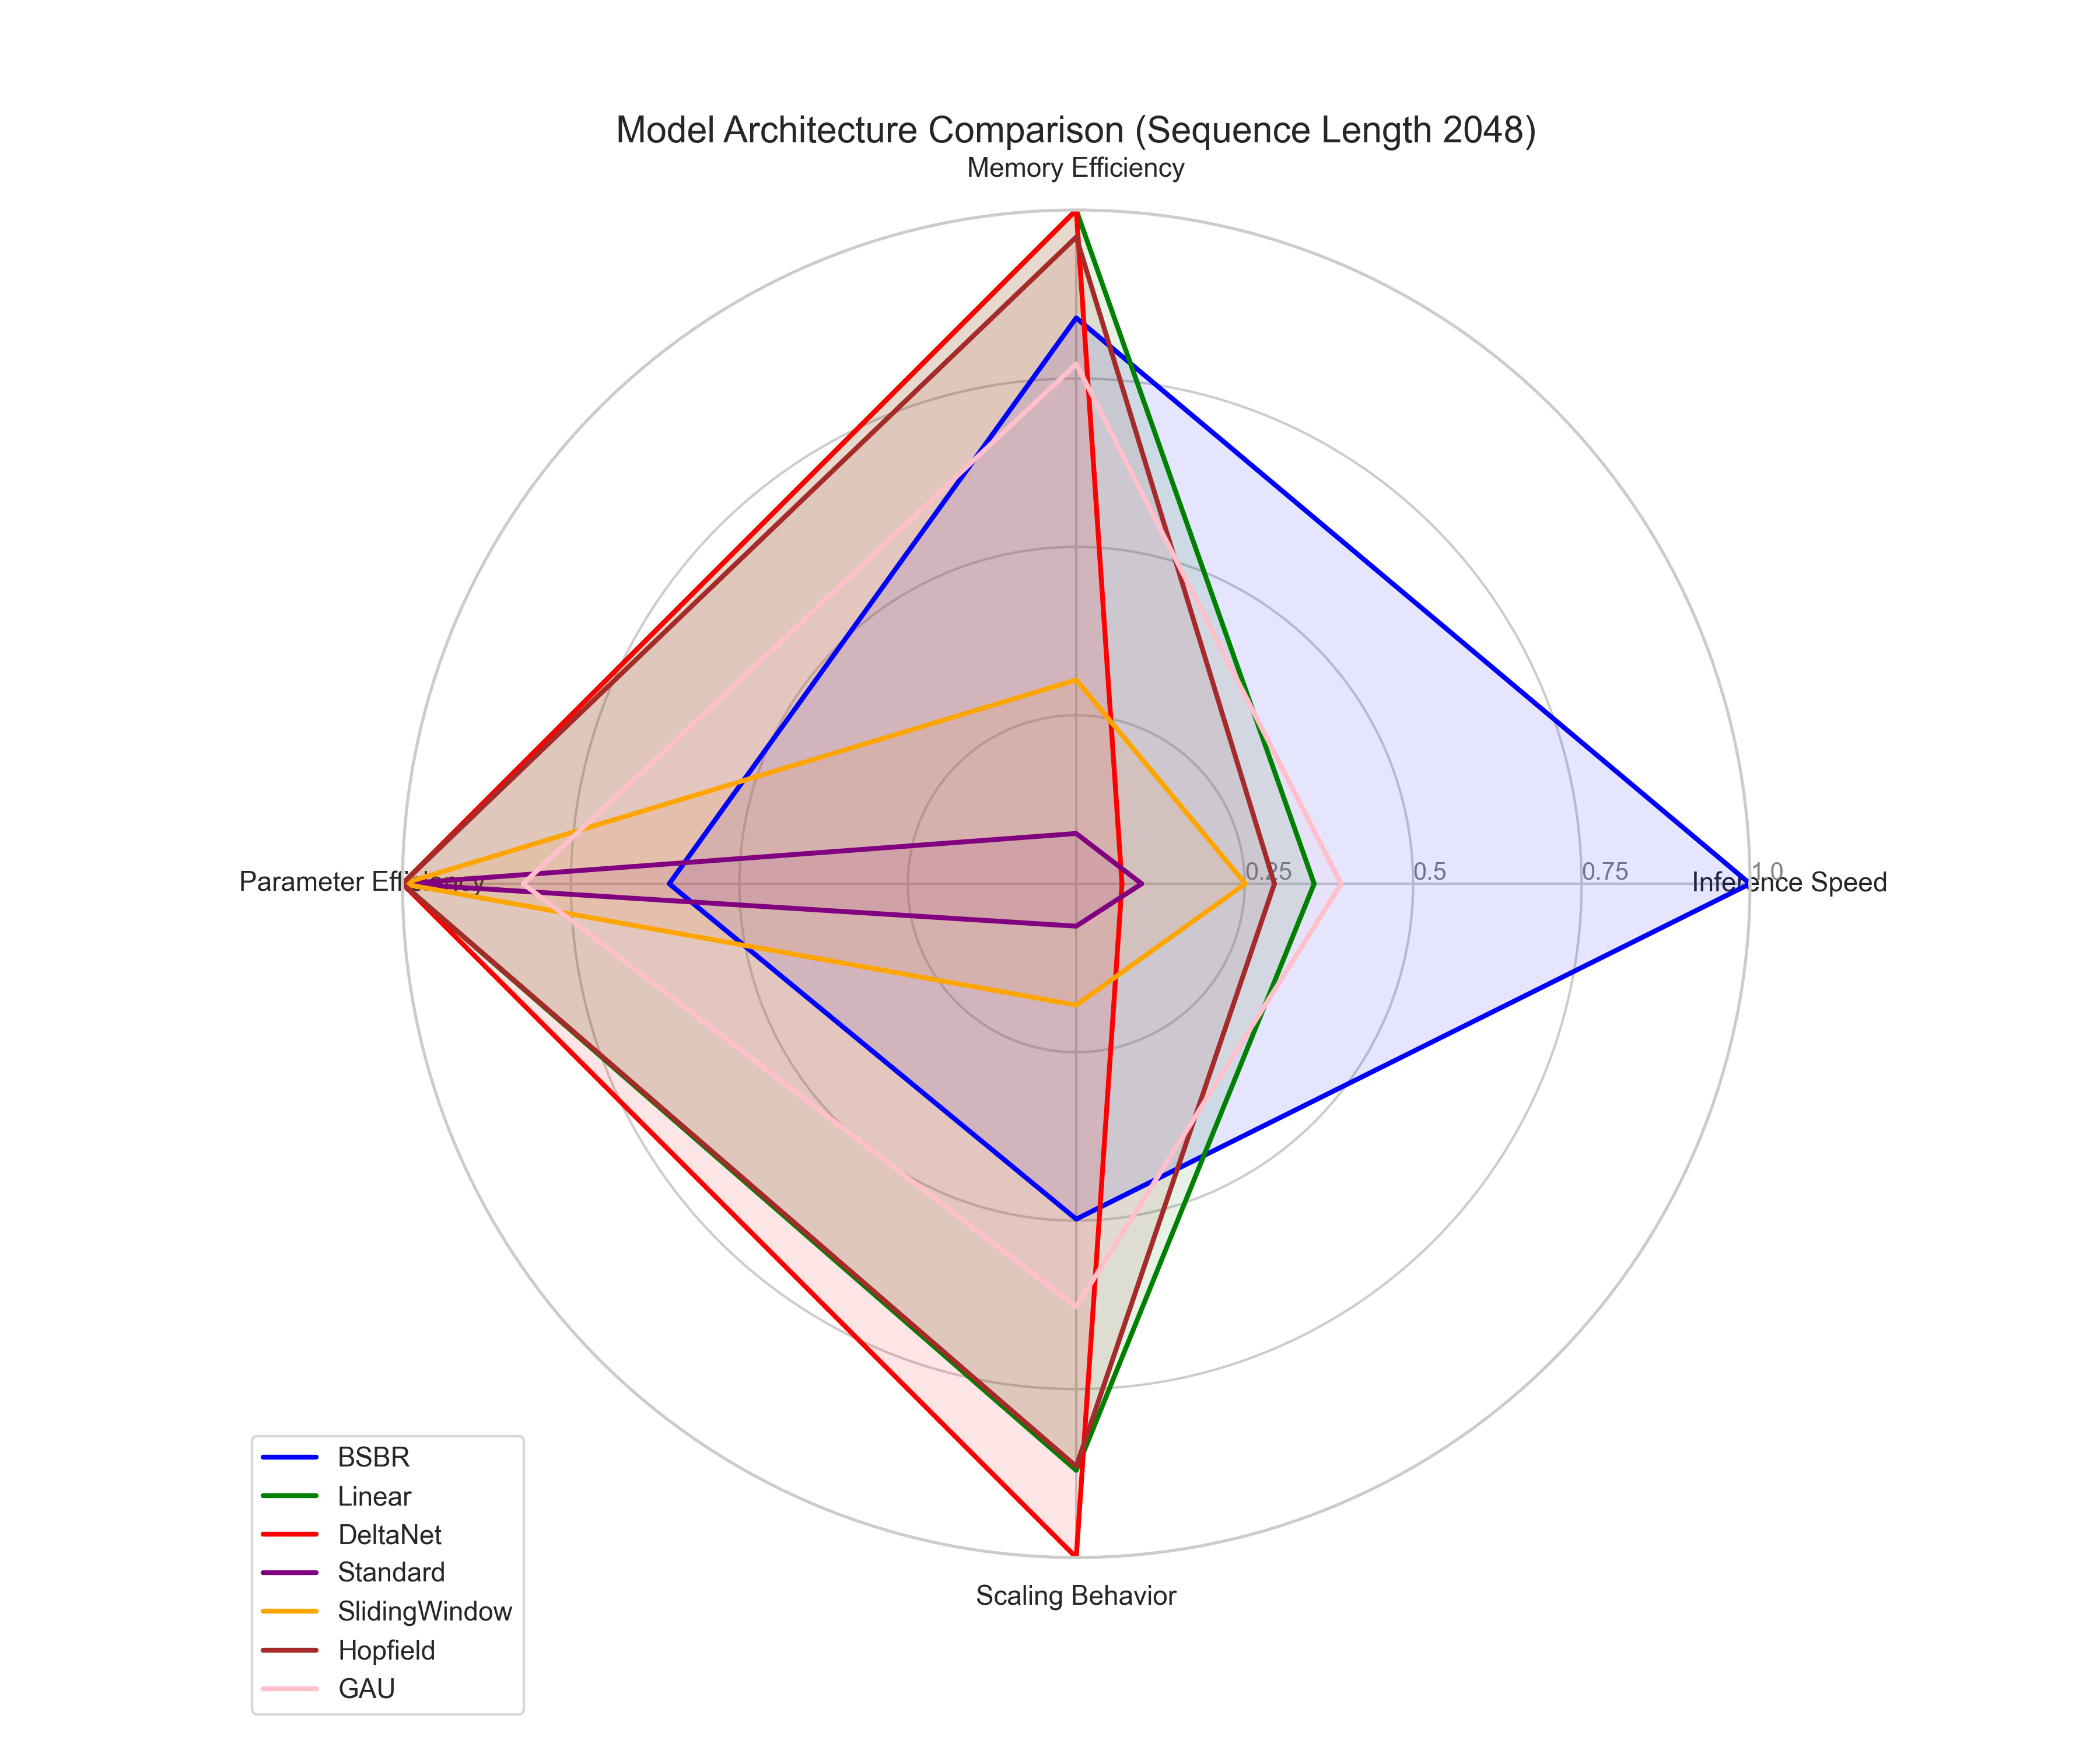 Model Architecture Comparison (Sequence Length 2048)
Memory Efficiency
Parameter Efficiency
0.25
0.5
0.75
1.0
Inference Speed
Scaling Behavior
BSBR
Linear
DeltaNet
Standard
SlidingWindow
Hopfield
GAU